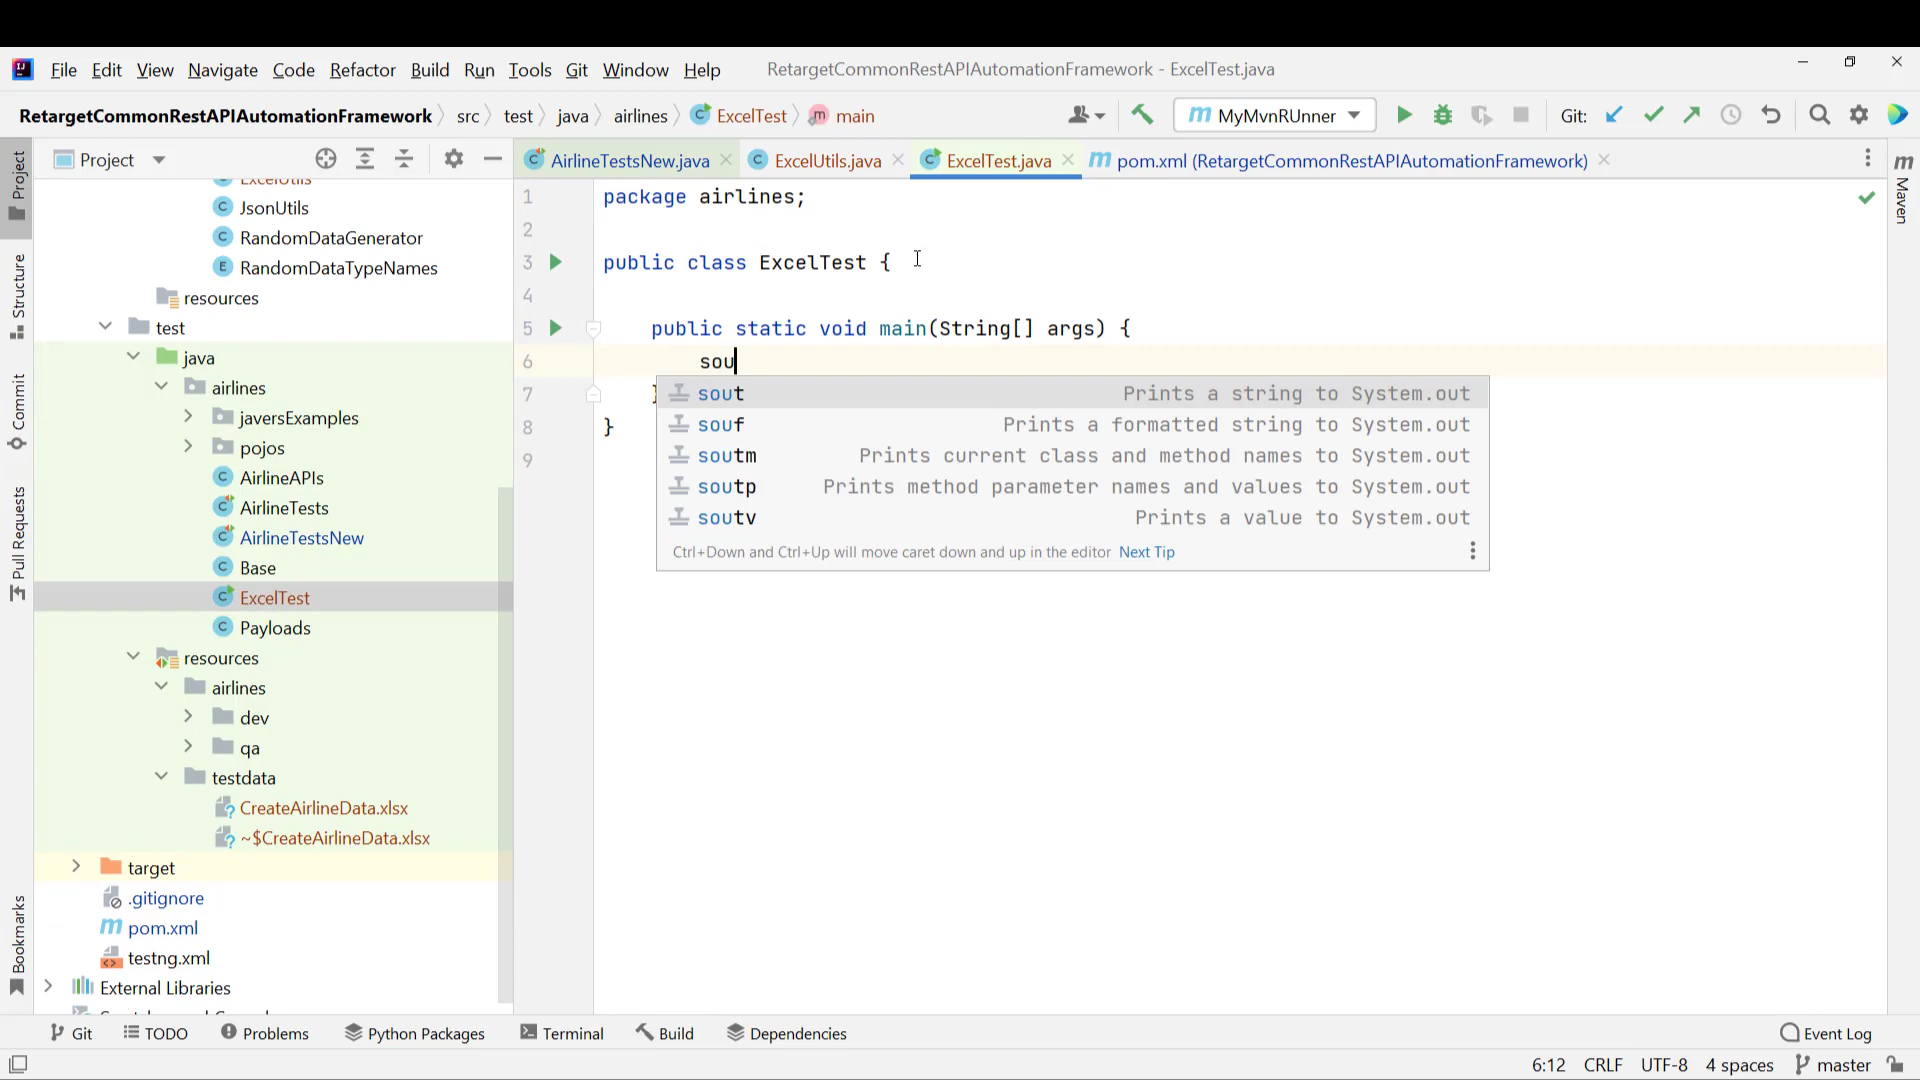 File Edit View Navigate Code Refactor Build Run Tools Git Window Help RetargetCommonRestAPIAutomationFramework - ExcelTest.java
RetargetCommonRestAPIAutomationFramework src test java airlines ExcelTest main MyMvnRUnner Git:
Project
AirlineTestsNew.java ExcelUtils.java ExcelTest.java pom.xml (RetargetCommonRestAPIAutomationFramework)
Project
Structure
Commit
Pull Requests
Bookmarks
Maven
ExcelUtils
JsonUtils
RandomDataGenerator
RandomDataTypeNames
resources
test
java
airlines
javersExamples
pojos
AirlineAPIs
AirlineTests
AirlineTestsNew
Base
ExcelTest
Payloads
resources
airlines
dev
qa
testdata
CreateAirlineData.xlsx
~$CreateAirlineData.xlsx
target
.gitignore
pom.xml
testng.xml
External Libraries
1 package airlines;
2
3 public class ExcelTest {
4
5 public static void main(String[] args) {
6 sou
7 }
8 }
9
sout Prints a string to System.out
souf Prints a formatted string to System.out
soutm Prints current class and method names to System.out
soutp Prints method parameter names and values to System.out
soutv Prints a value to System.out
Ctrl+Down and Ctrl+Up will move caret down and up in the editor Next Tip
Git TODO Problems Python Packages Terminal Build Dependencies Event Log
6:12 CRLF UTF-8 4 spaces master